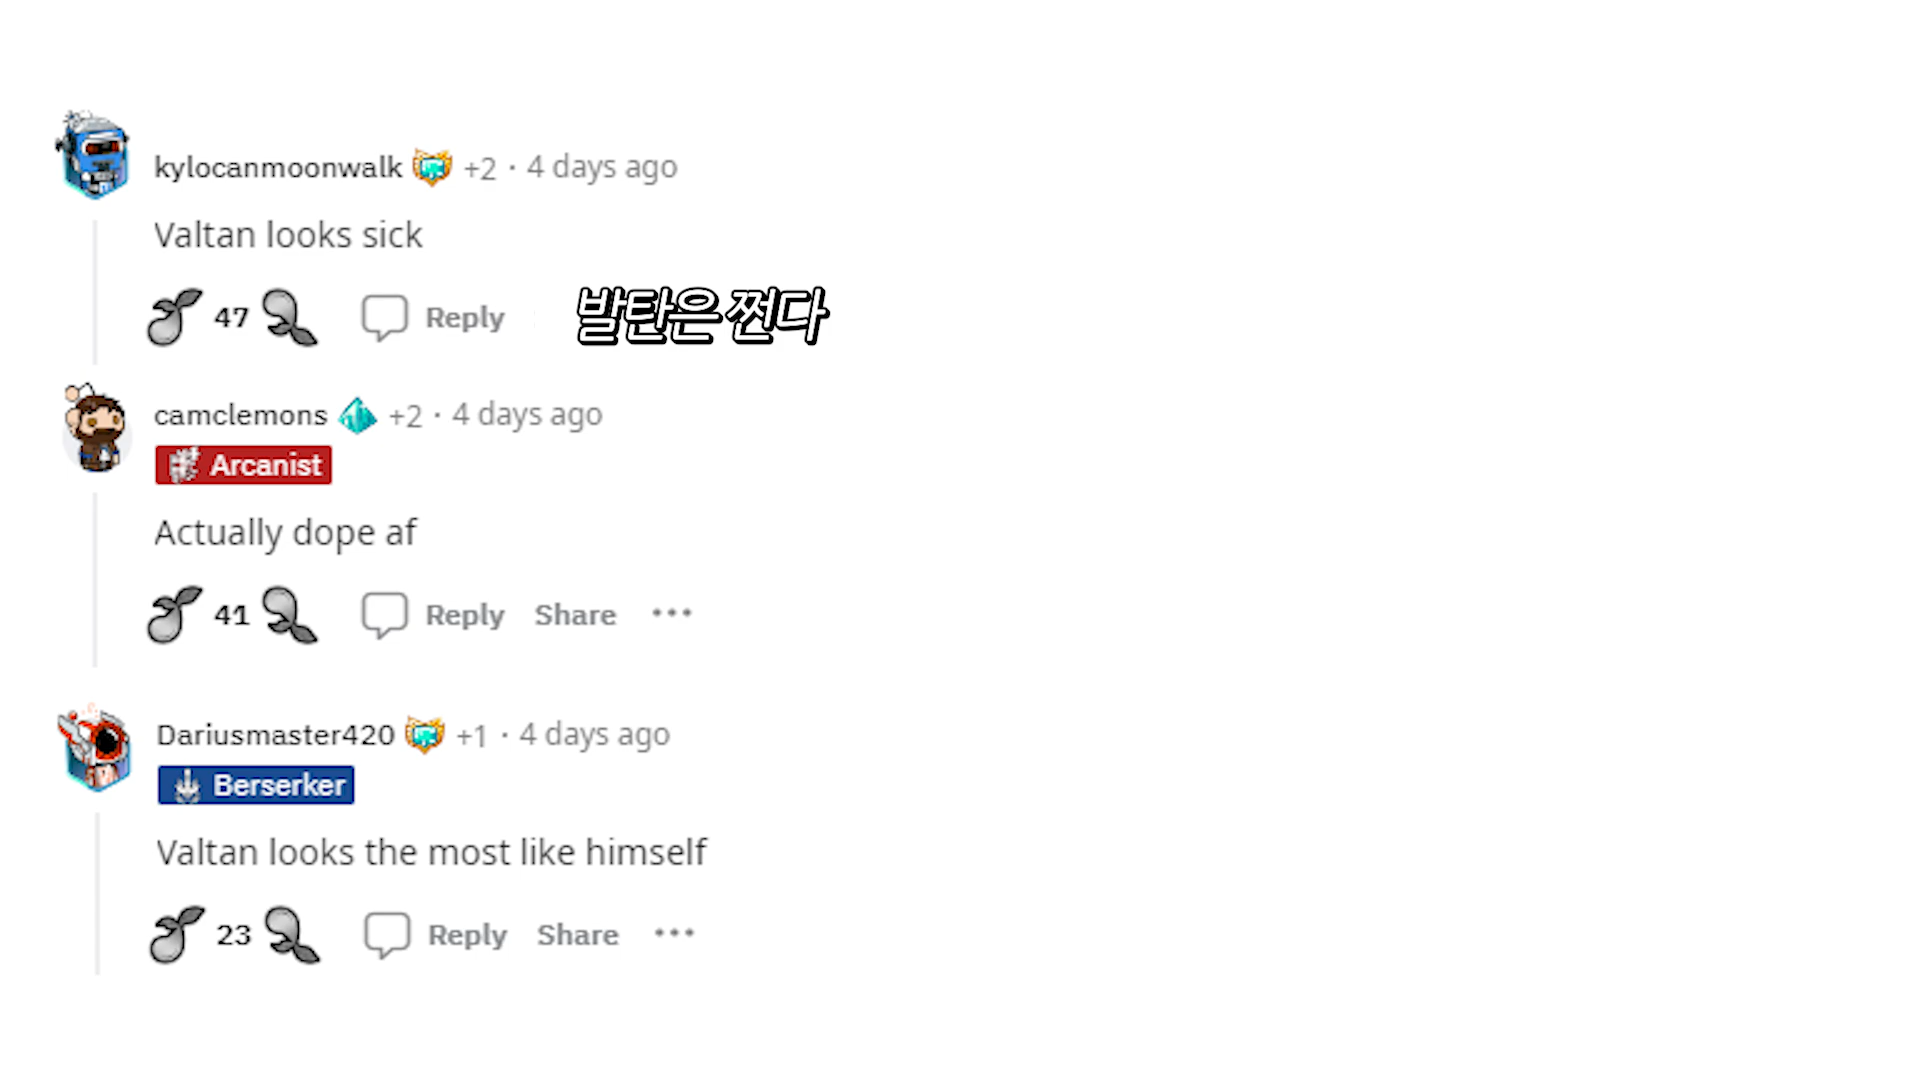 kylocanmoonwalk +2 · 4 days ago
Valtan looks sick
47 Reply 발탄은 쩐다
camclemons +2 · 4 days ago
Arcanist
Actually dope af
41 Reply Share ...
Dariusmaster420 +1 · 4 days ago
Berserker
Valtan looks the most like himself
23 Reply Share ...